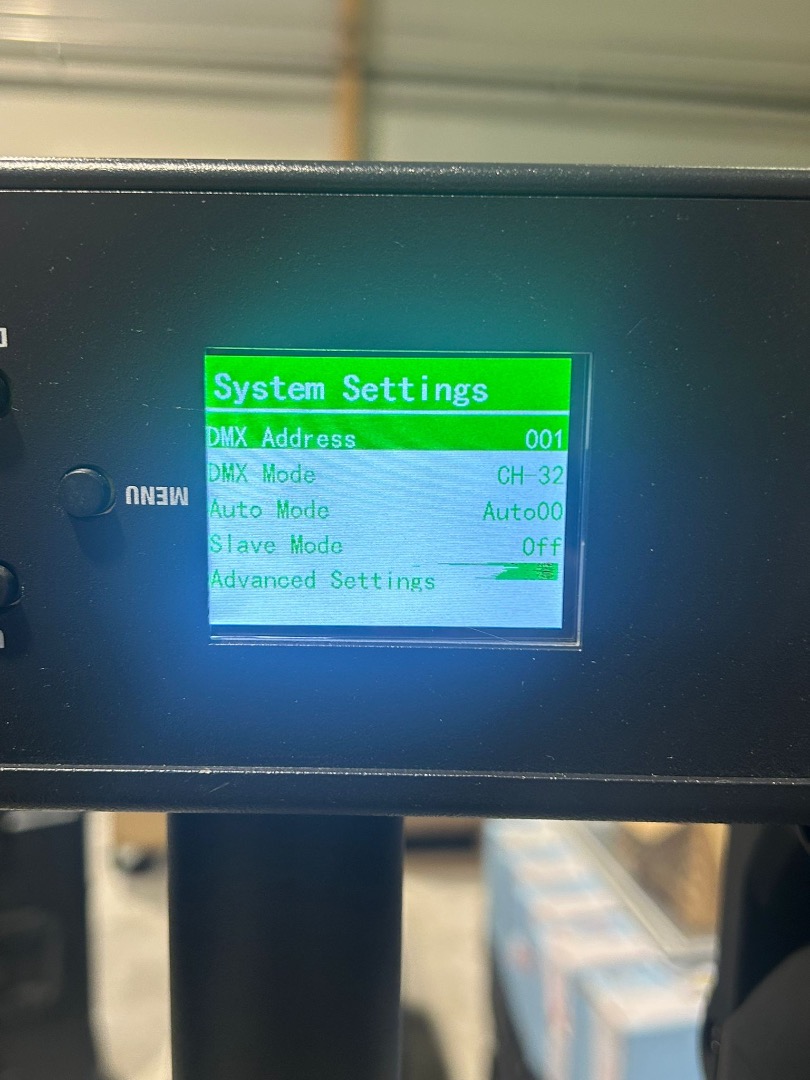 System Settings
DMX Address 001
DMX Mode CH 32
Auto Mode Auto00
Slave Mode Off
Advanced Settings
MENU